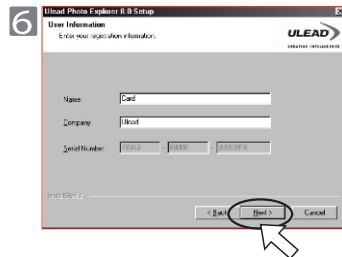 6
Ulead Photo Explorer 8.0 Setup
User Information
Enter your registration information.
ULEAD
CREATIVE INTELLIGENCE
Name:
Card
Company:
Ulead
Serial Number:
< Back
Next >
Cancel